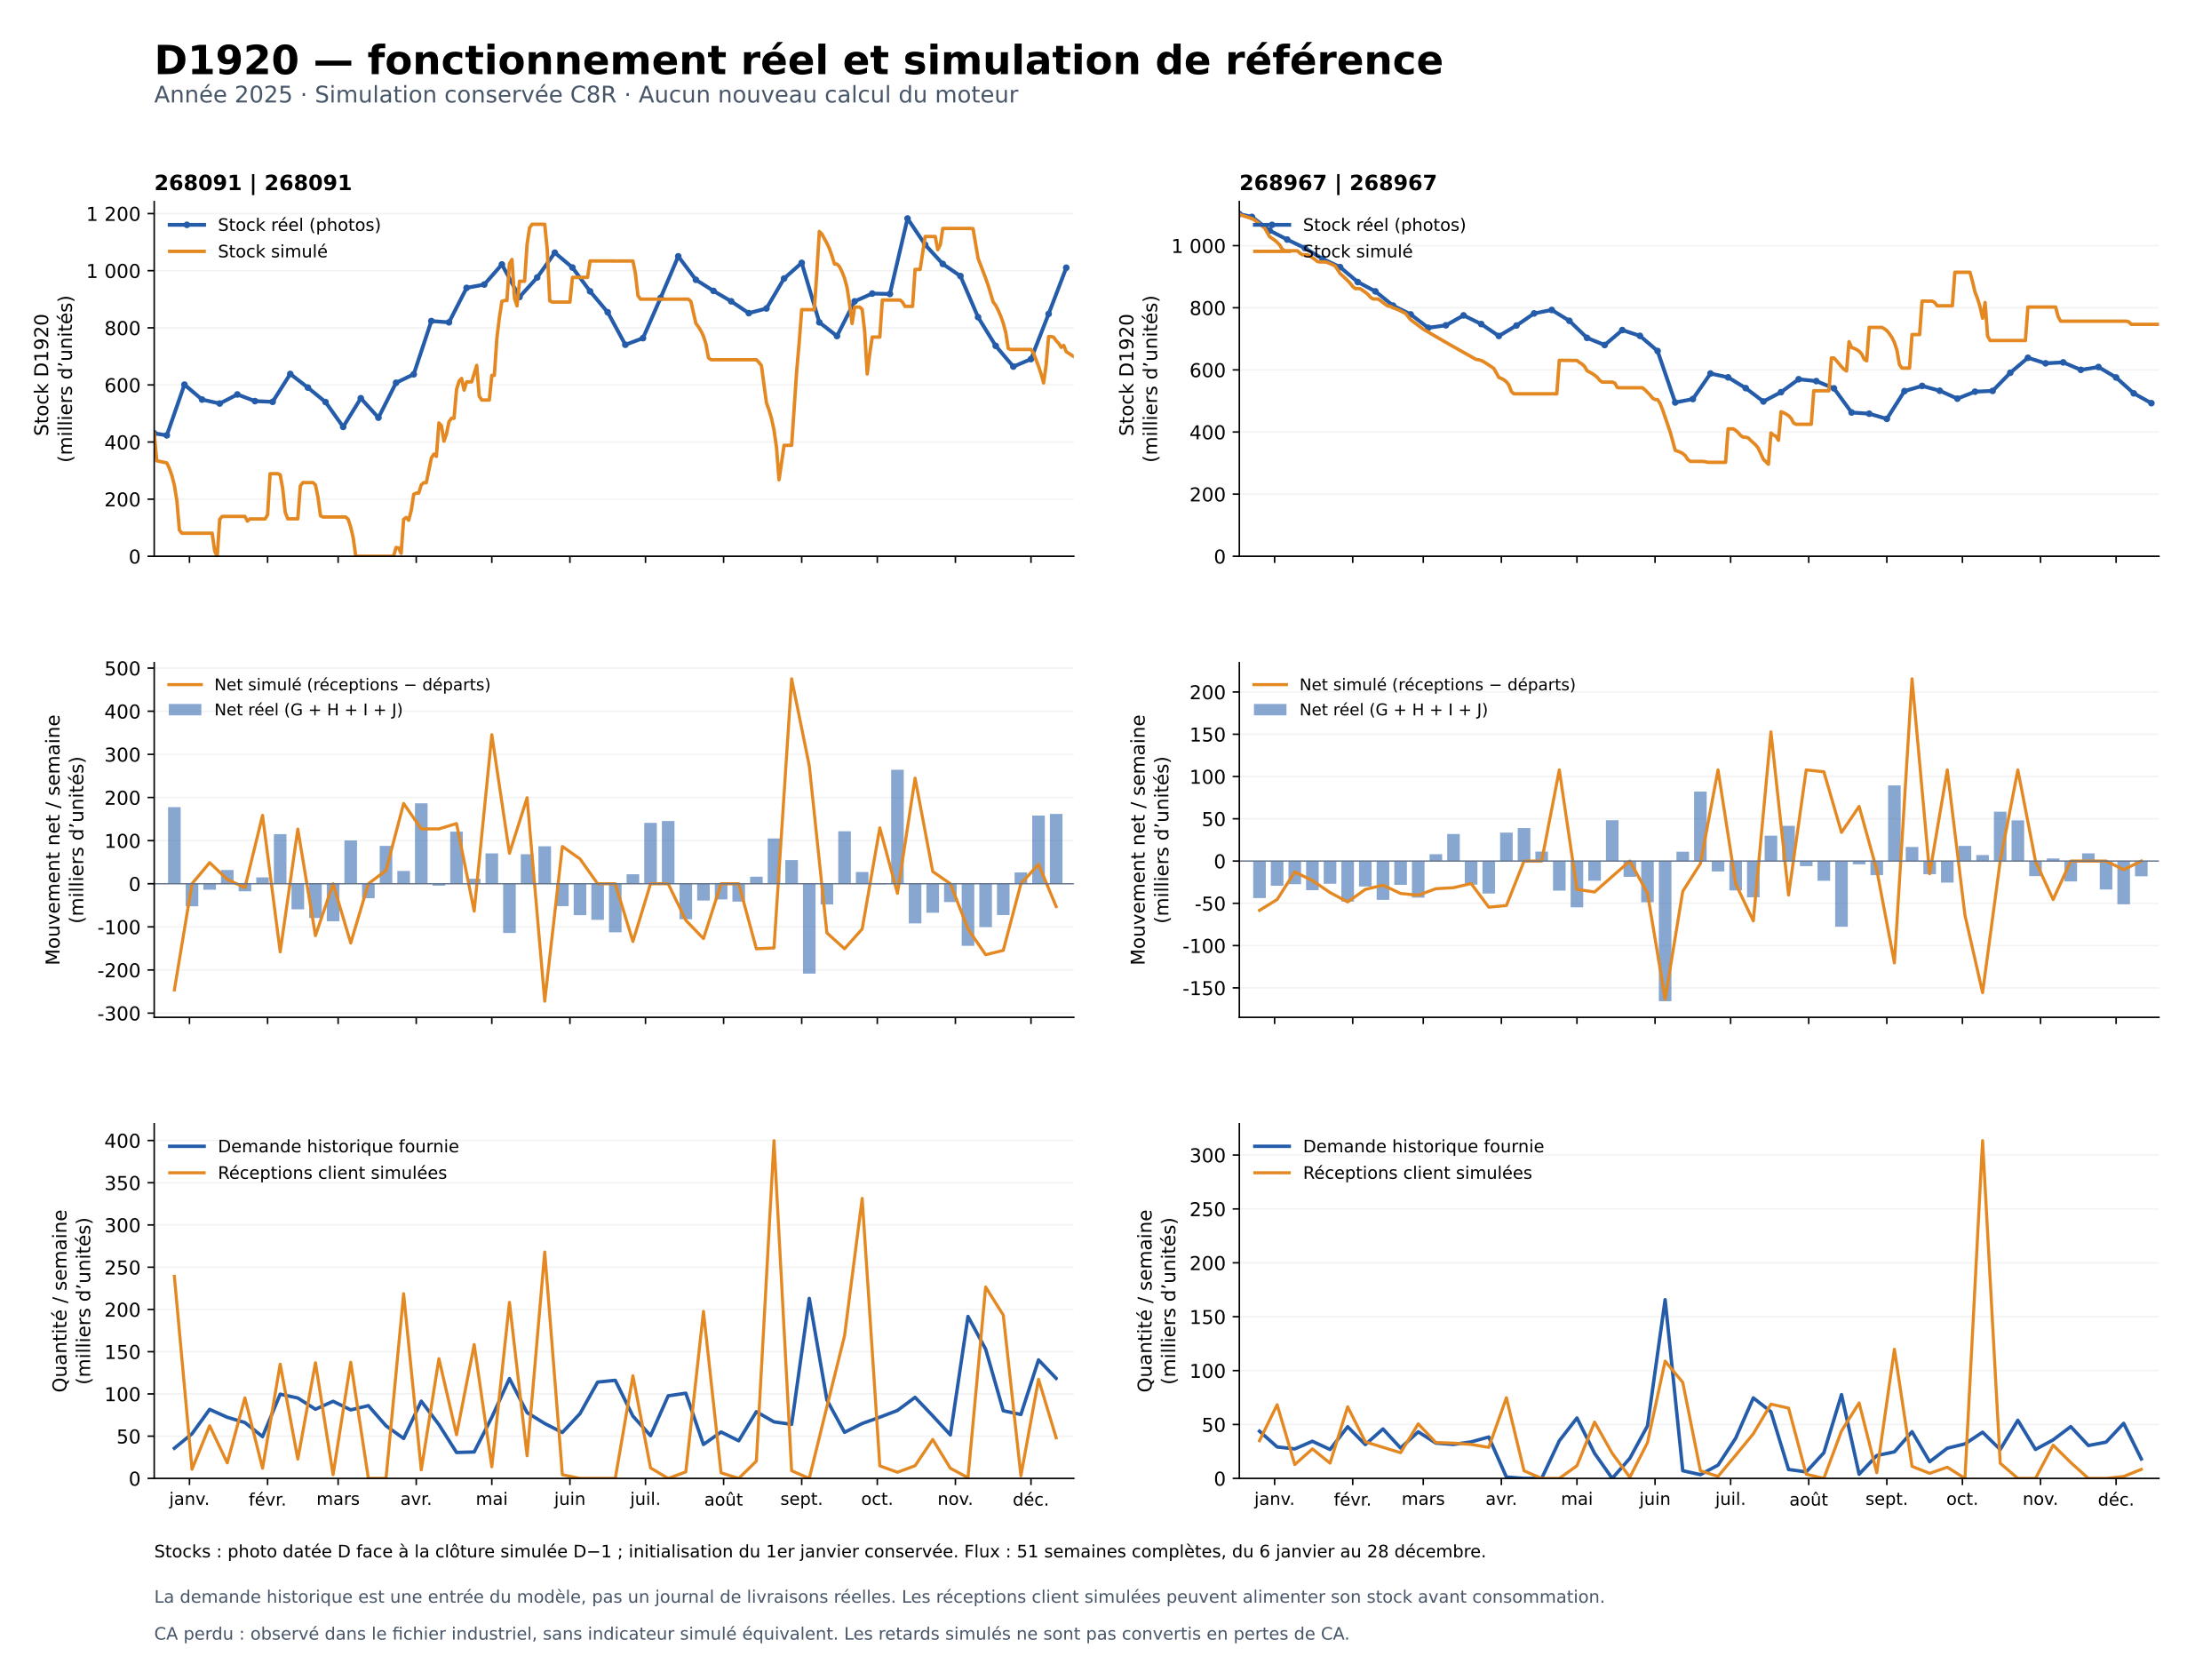 D1920 — fonctionnement réel et simulation de référence
Année 2025 · Simulation conservée C8R · Aucun nouveau calcul du moteur
268091 | 268091
Stock D1920
(milliers d’unités)
1 200
1 000
800
600
400
200
0
Stock réel (photos)
Stock simulé
268967 | 268967
Stock D1920
(milliers d’unités)
1 000
800
600
400
200
0
Stock réel (photos)
Stock simulé
Mouvement net / semaine
(milliers d’unités)
500
400
300
200
100
0
-100
-200
-300
Net simulé (réceptions − départs)
Net réel (G + H + I + J)
Mouvement net / semaine
(milliers d’unités)
200
150
100
50
0
-50
-100
-150
Net simulé (réceptions − départs)
Net réel (G + H + I + J)
Quantité / semaine
(milliers d’unités)
400
350
300
250
200
150
100
50
0
Demande historique fournie
Réceptions client simulées
janv. févr. mars avr. mai juin juil. août sept. oct. nov. déc.
Quantité / semaine
(milliers d’unités)
300
250
200
150
100
50
0
Demande historique fournie
Réceptions client simulées
janv. févr. mars avr. mai juin juil. août sept. oct. nov. déc.
Stocks : photo datée D face à la clôture simulée D−1 ; initialisation du 1er janvier conservée. Flux : 51 semaines complètes, du 6 janvier au 28 décembre.
La demande historique est une entrée du modèle, pas un journal de livraisons réelles. Les réceptions client simulées peuvent alimenter son stock avant consommation.
CA perdu : observé dans le fichier industriel, sans indicateur simulé équivalent. Les retards simulés ne sont pas convertis en pertes de CA.